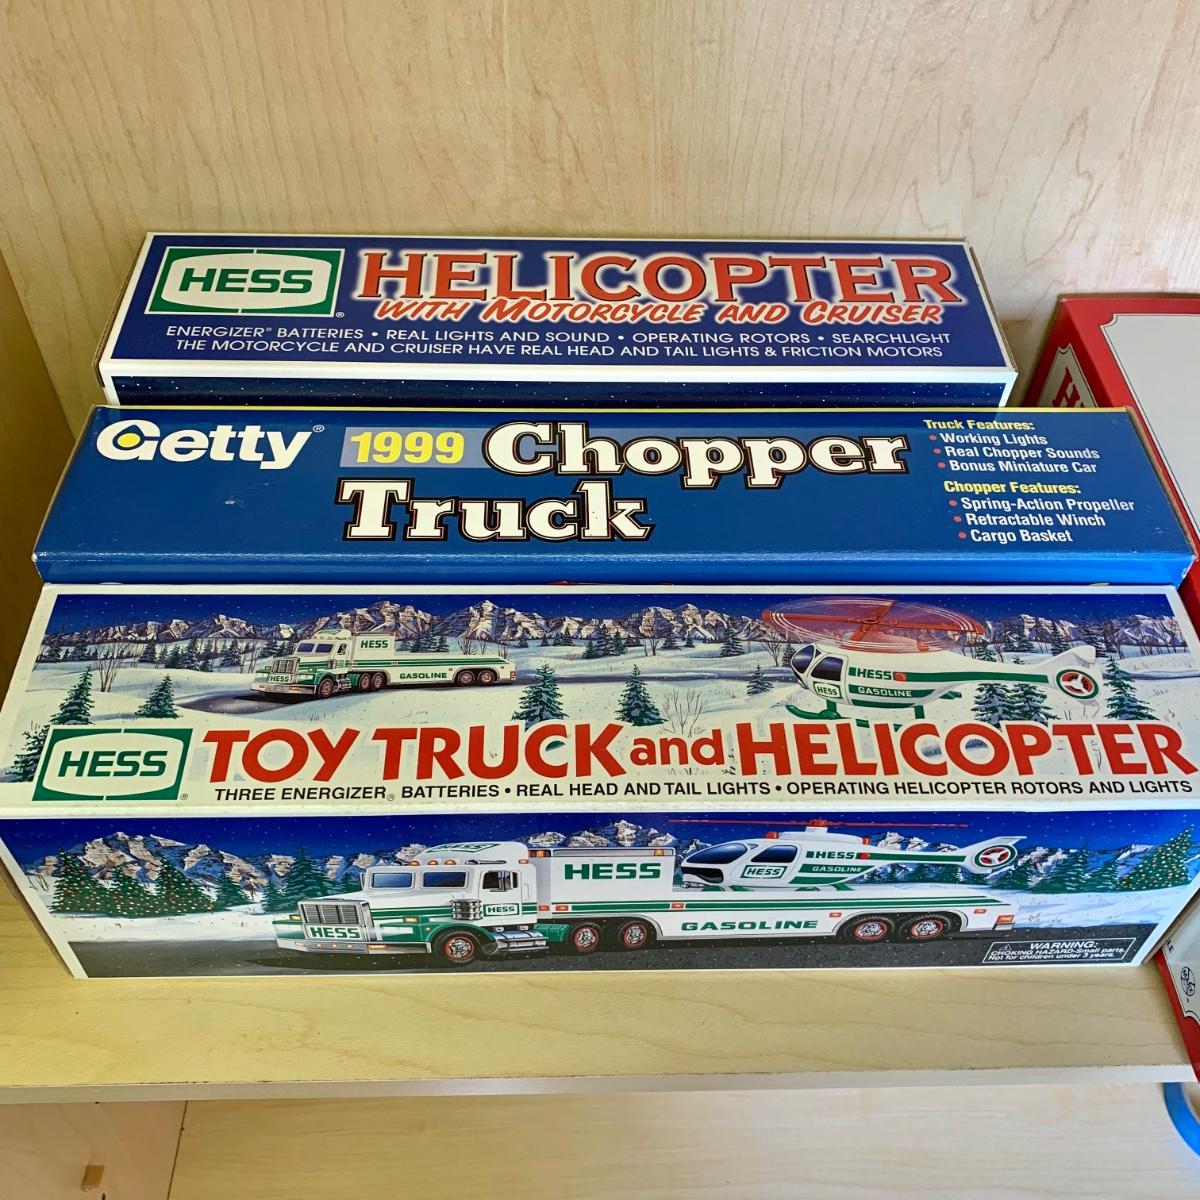 HESS
®
HELICOPTER
WITH MOTORCYCLE AND CRUISER
ENERGIZER® BATTERIES • REAL LIGHTS AND SOUND • OPERATING ROTORS • SEARCHLIGHT
THE MOTORCYCLE AND CRUISER HAVE REAL HEAD AND TAIL LIGHTS & FRICTION MOTORS
Getty®
1999 Chopper
Truck
Truck Features:
• Working Lights
• Real Chopper Sounds
• Bonus Miniature Car
Chopper Features:
• Spring-Action Propeller
• Retractable Winch
• Cargo Basket
HESS
HESS
GASOLINE
HESS
HESS
GASOLINE
HESS
®
TOY TRUCK and HELICOPTER
THREE ENERGIZER® BATTERIES • REAL HEAD AND TAIL LIGHTS • OPERATING HELICOPTER ROTORS AND LIGHTS
HESS
HESS
HESS
GASOLINE
HESS
HESS
GASOLINE
HESS
WARNING:
CHOKING HAZARD-Small parts.
Not for children under 3 years.